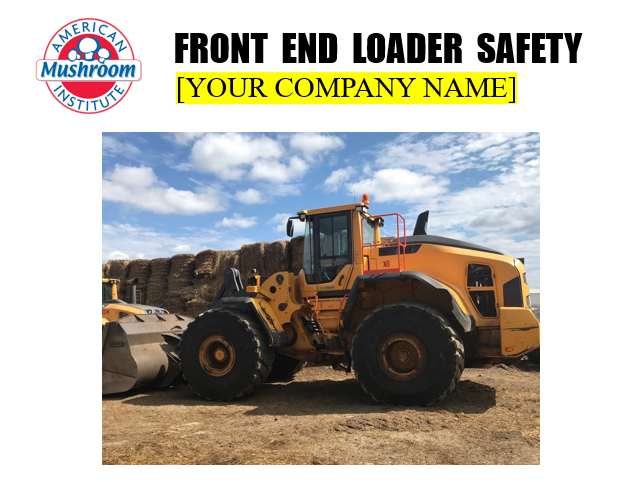 AMERICAN
Mushroom
INSTITUTE
FRONT END LOADER SAFETY
[YOUR COMPANY NAME]